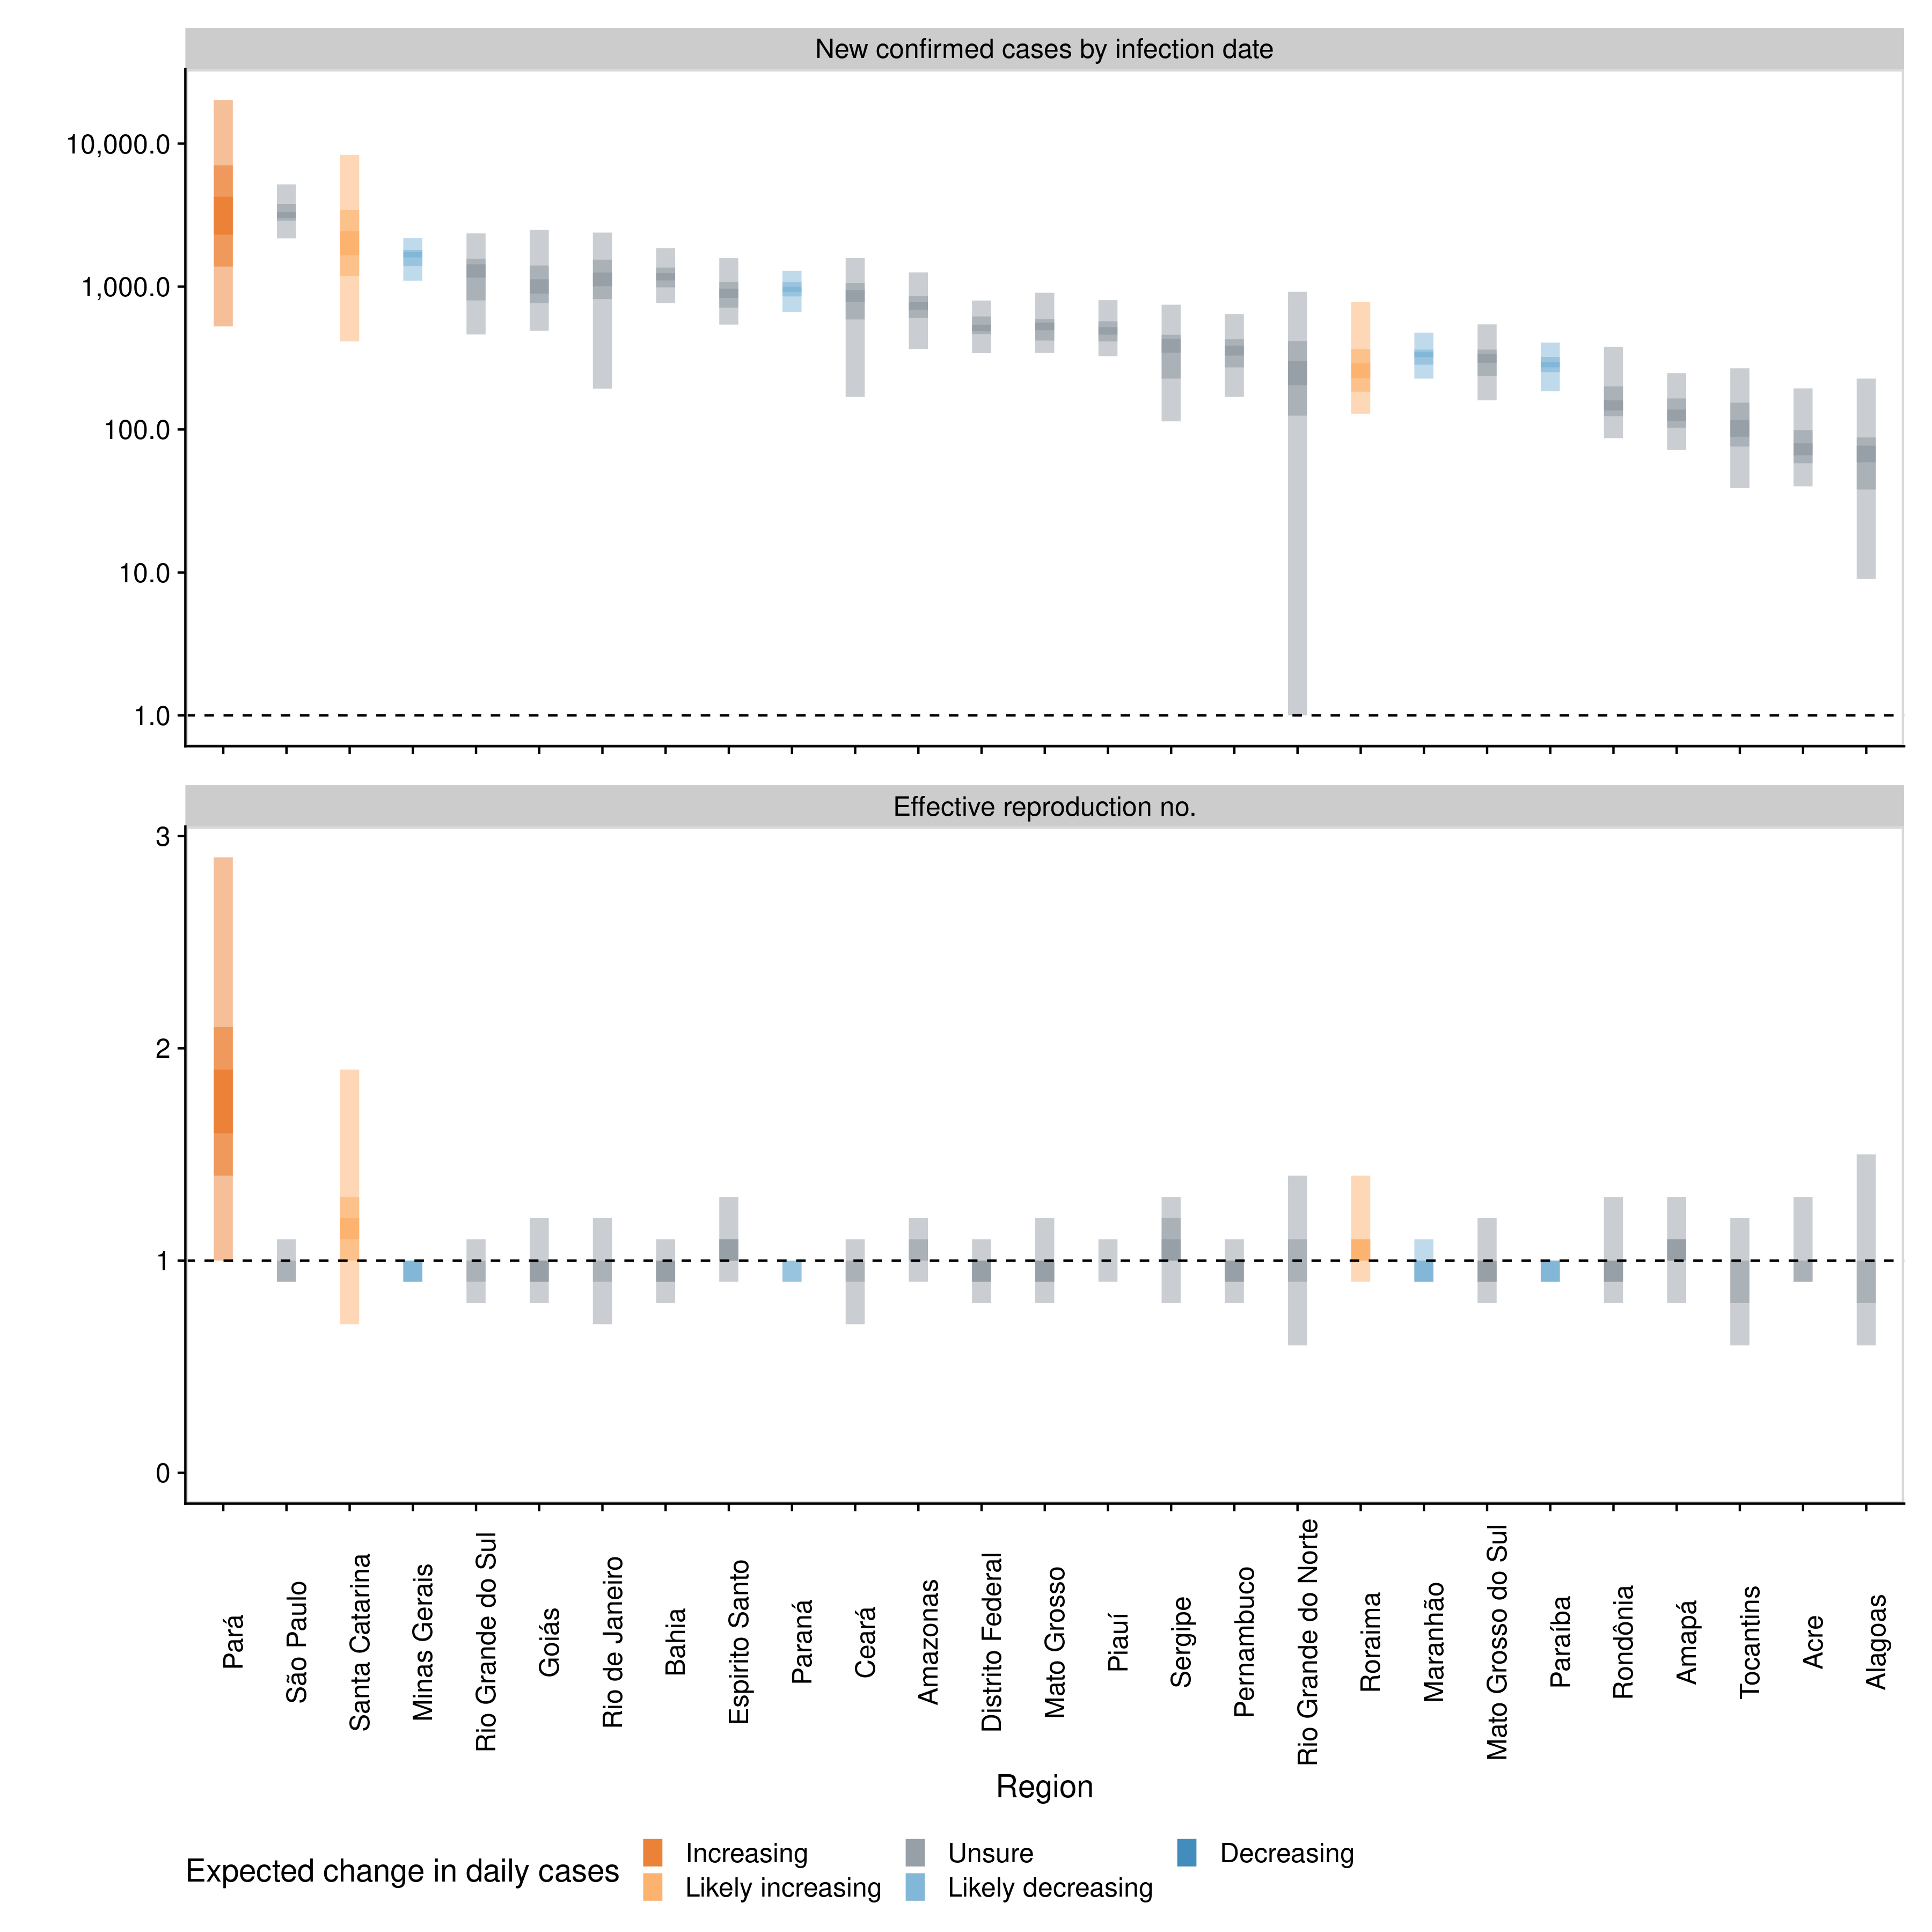 New confirmed cases by infection date
10,000.0
1,000.0
100.0
10.0
1.0
Effective reproduction no.
3
2
1
0
Pará
São Paulo
Santa Catarina
Minas Gerais
Rio Grande do Sul
Goiás
Rio de Janeiro
Bahia
Espirito Santo
Paraná
Ceará
Amazonas
Distrito Federal
Mato Grosso
Piauí
Sergipe
Pernambuco
Rio Grande do Norte
Roraima
Maranhão
Mato Grosso do Sul
Paraíba
Rondônia
Amapá
Tocantins
Acre
Alagoas
Region
Expected change in daily cases
Increasing
Likely increasing
Unsure
Likely decreasing
Decreasing